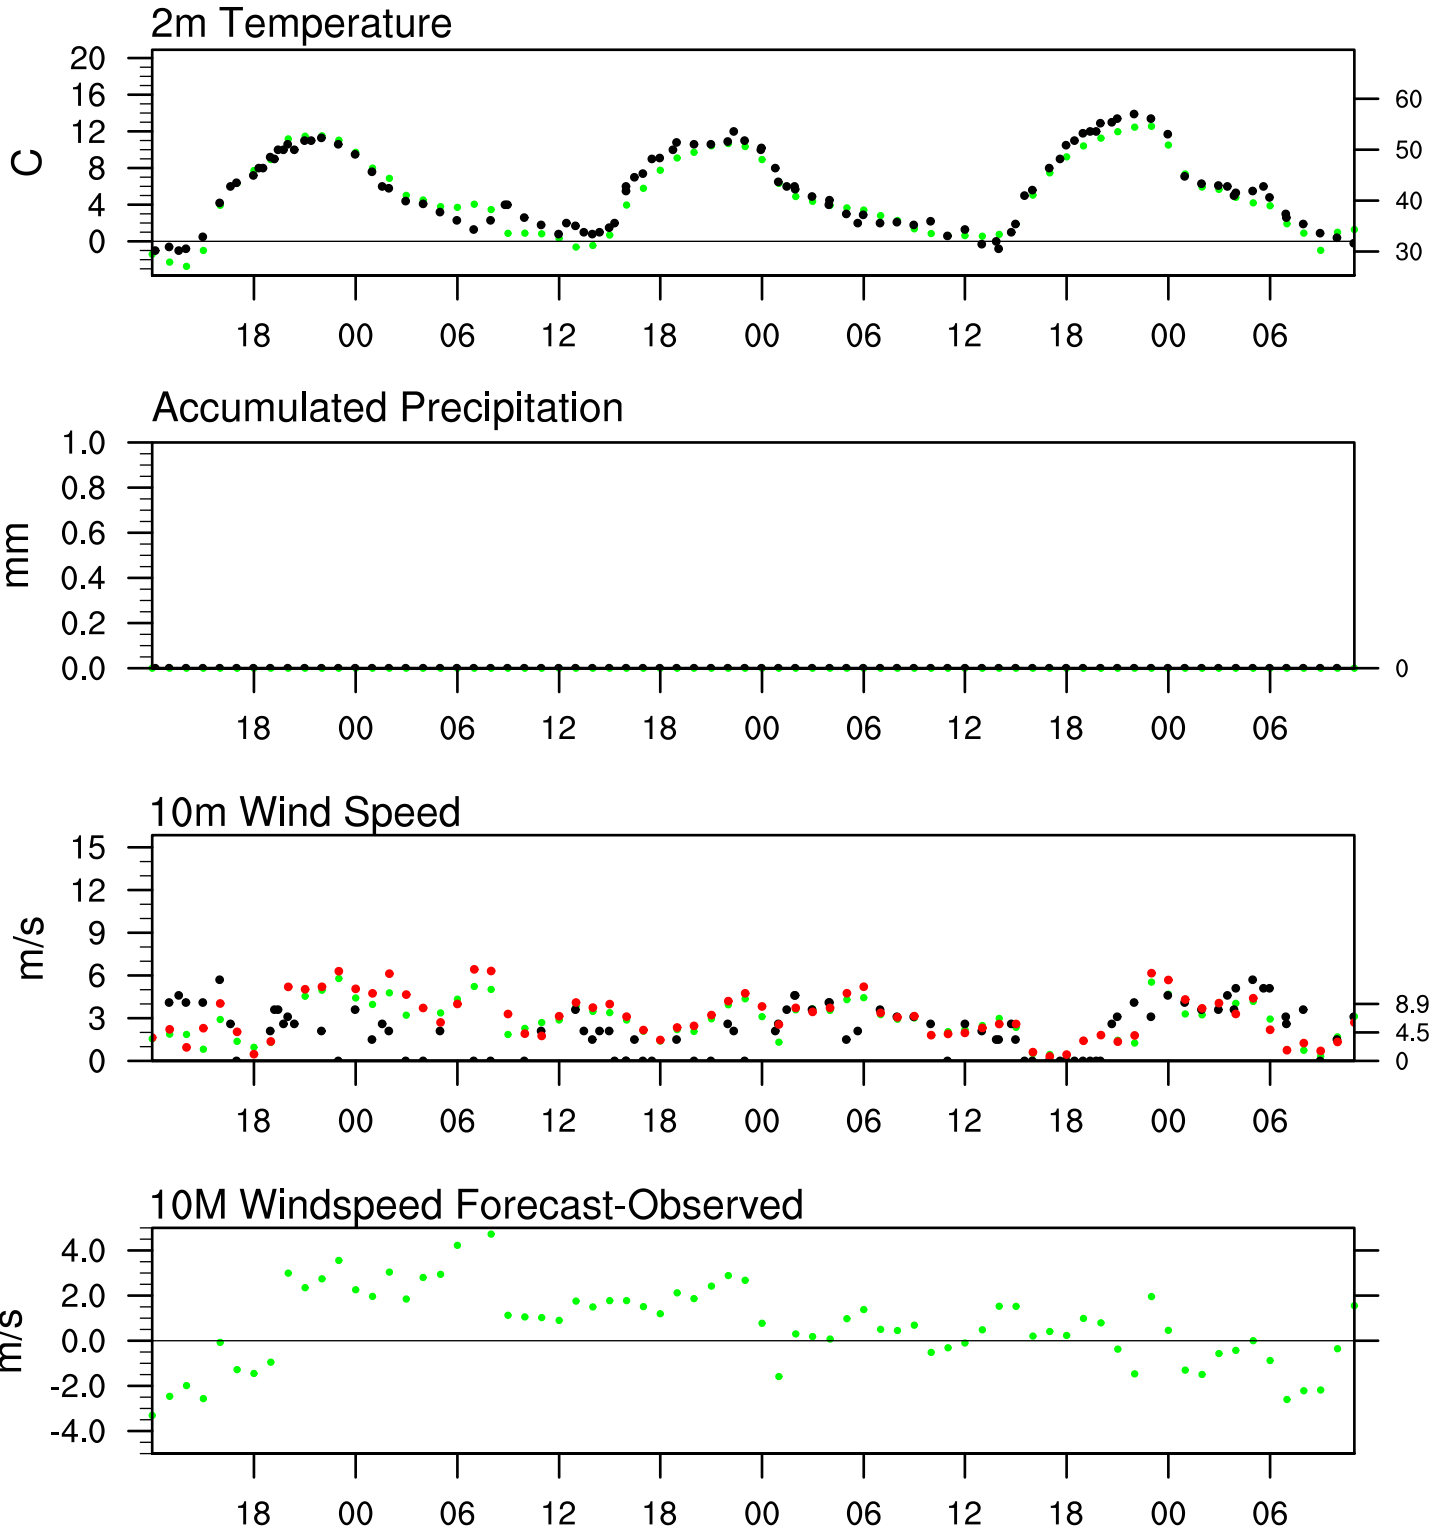 2m Temperature
20
16
12
8
4
0
C
60
50
40
30
18 00 06 12 18 00 06 12 18 00 06
Accumulated Precipitation
1.0
0.8
0.6
0.4
0.2
0.0
mm
0
18 00 06 12 18 00 06 12 18 00 06
10m Wind Speed
15
12
9
6
3
0
m/s
8.9
4.5
0
18 00 06 12 18 00 06 12 18 00 06
10M Windspeed Forecast-Observed
4.0
2.0
0.0
-2.0
-4.0
m/s
18 00 06 12 18 00 06 12 18 00 06